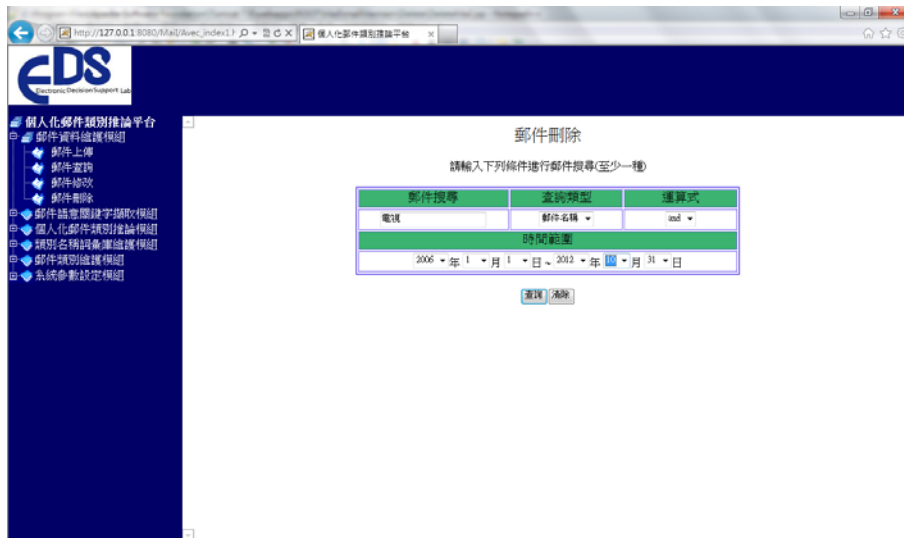 http://127.0.0.1:8080/Mail/Avec_index1.h
個人化郵件類別推論平台
EDS
Electronic Decision Support Lab
個人化郵件類別推論平台
郵件資料維護模組
郵件上傳
郵件查詢
郵件修改
郵件刪除
郵件語意關鍵字擷取模組
個人化郵件類別推論模組
類別名稱詞彙庫維護模組
郵件類別維護模組
系統參數設定模組
郵件刪除
請輸入下列條件進行郵件搜尋(至少一種)
郵件搜尋 查詢類型 運算式
電視 郵件名稱 and
時間範圍
2006 年 1 月 1 日 ~ 2012 年 10 月 31 日
查詢 清除